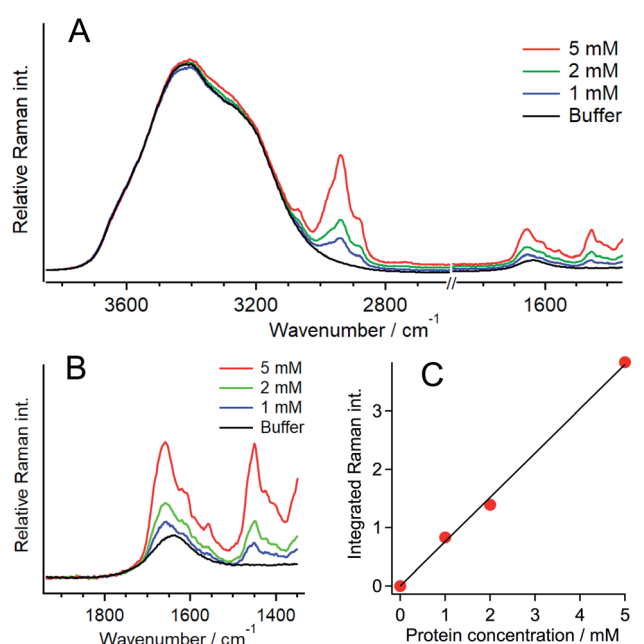 A
Relative Raman int.
5 mM
2 mM
1 mM
Buffer
3600 3200 2800 1600
Wavenumber / cm-1
B
Relative Raman int.
5 mM
2 mM
1 mM
Buffer
1800 1600 1400
Wavenumber / cm-1
C
Integrated Raman int.
3
2
1
0
0 1 2 3 4 5
Protein concentration / mM